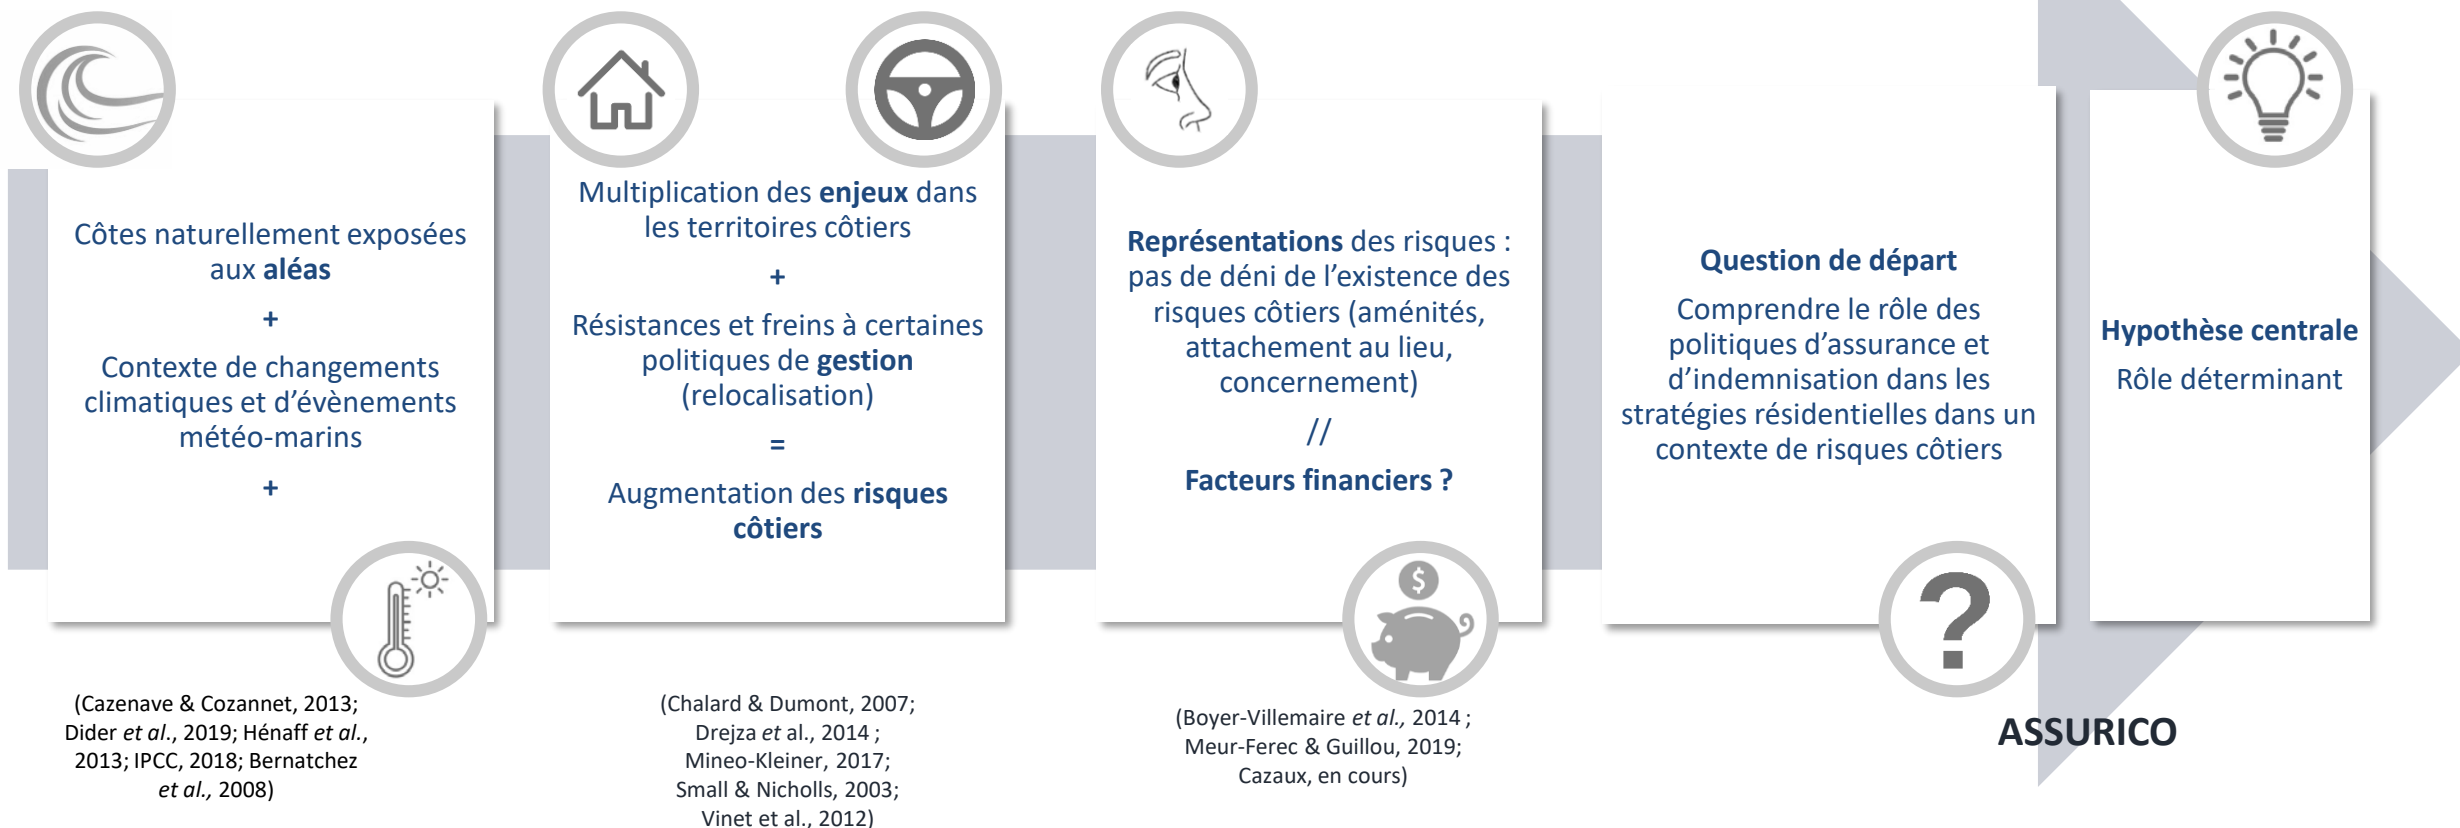 Côtes naturellement exposées
aux aléas
+
Contexte de changements
climatiques et d'évènements
météo-marins
+
(Cazenave & Cozannet, 2013;
Dider et al., 2019; Hénaff et al.,
2013; IPCC, 2018; Bernatchez
et al., 2008)
Multiplication des enjeux dans
les territoires côtiers
+
Résistances et freins à certaines
politiques de gestion
(relocalisation)
=
Augmentation des risques
côtiers
(Chalard & Dumont, 2007;
Drejza et al., 2014 ;
Mineo-Kleiner, 2017;
Small & Nicholls, 2003;
Vinet et al., 2012)
Représentations des risques :
pas de déni de l'existence des
risques côtiers (aménités,
attachement au lieu,
concernement)
//
Facteurs financiers ?
$
(Boyer-Villemaire et al., 2014 ;
Meur-Ferec & Guillou, 2019;
Cazaux, en cours)
Question de départ
Comprendre le rôle des
politiques d'assurance et
d'indemnisation dans les
stratégies résidentielles dans un
contexte de risques côtiers
?
Hypothèse centrale
Rôle déterminant
ASSURICO